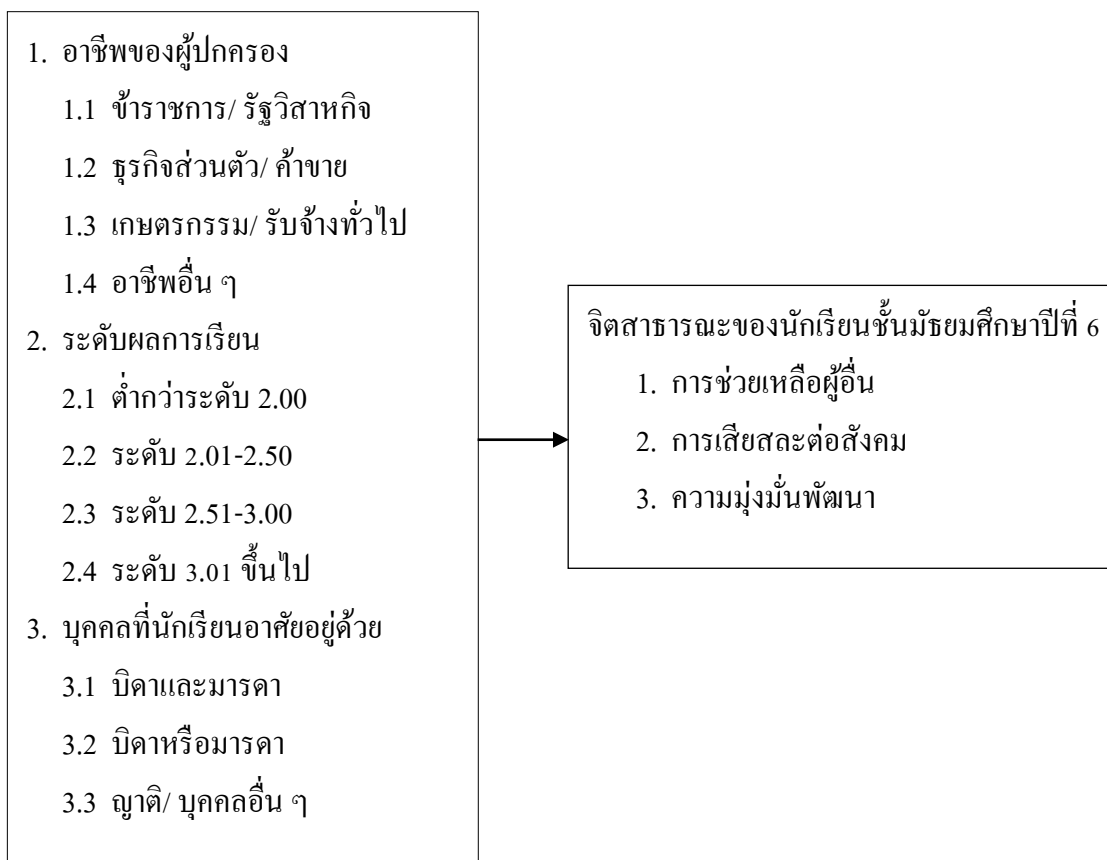 1. อาชีพของผู้ปกครอง
1.1 ข้าราชการ/ รัฐวิสาหกิจ
1.2 ธุรกิจส่วนตัว/ ค้าขาย
1.3 เกษตรกรรม/ รับจ้างทั่วไป
1.4 อาชีพอื่น ๆ
2. ระดับผลการเรียน
2.1 ต่ำกว่าระดับ 2.00
2.2 ระดับ 2.01-2.50
2.3 ระดับ 2.51-3.00
2.4 ระดับ 3.01 ขึ้นไป
3. บุคคลที่นักเรียนอาศัยอยู่ด้วย
3.1 บิดาและมารดา
3.2 บิดาหรือมารดา
3.3 ญาติ/ บุคคลอื่น ๆ
จิตสาธารณะของนักเรียนชั้นมัธยมศึกษาปีที่ 6
1. การช่วยเหลือผู้อื่น
2. การเสียสละต่อสังคม
3. ความมุ่งมั่นพัฒนา